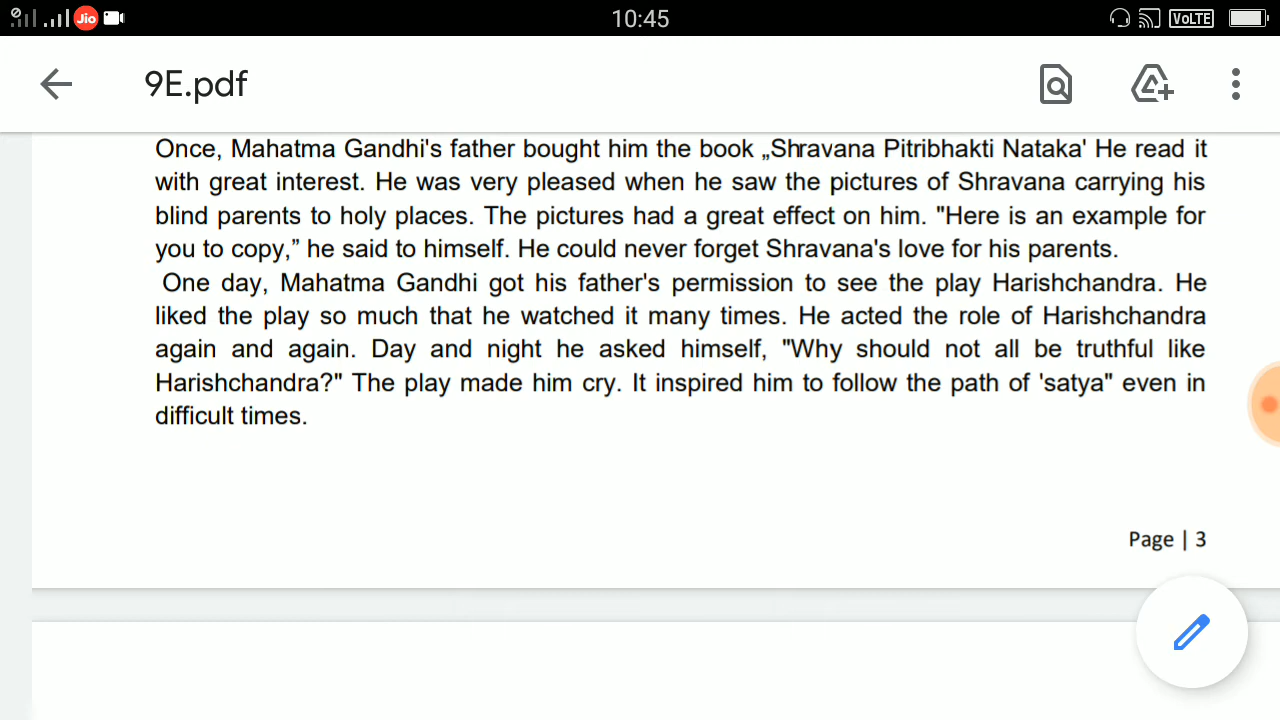 Jio 10:45 VoLTE
9E.pdf
Once, Mahatma Gandhi's father bought him the book „Shravana Pitribhakti Nataka' He read it
with great interest. He was very pleased when he saw the pictures of Shravana carrying his
blind parents to holy places. The pictures had a great effect on him. "Here is an example for
you to copy,” he said to himself. He could never forget Shravana's love for his parents.
One day, Mahatma Gandhi got his father's permission to see the play Harishchandra. He
liked the play so much that he watched it many times. He acted the role of Harishchandra
again and again. Day and night he asked himself, "Why should not all be truthful like
Harishchandra?" The play made him cry. It inspired him to follow the path of 'satya" even in
difficult times.
Page | 3